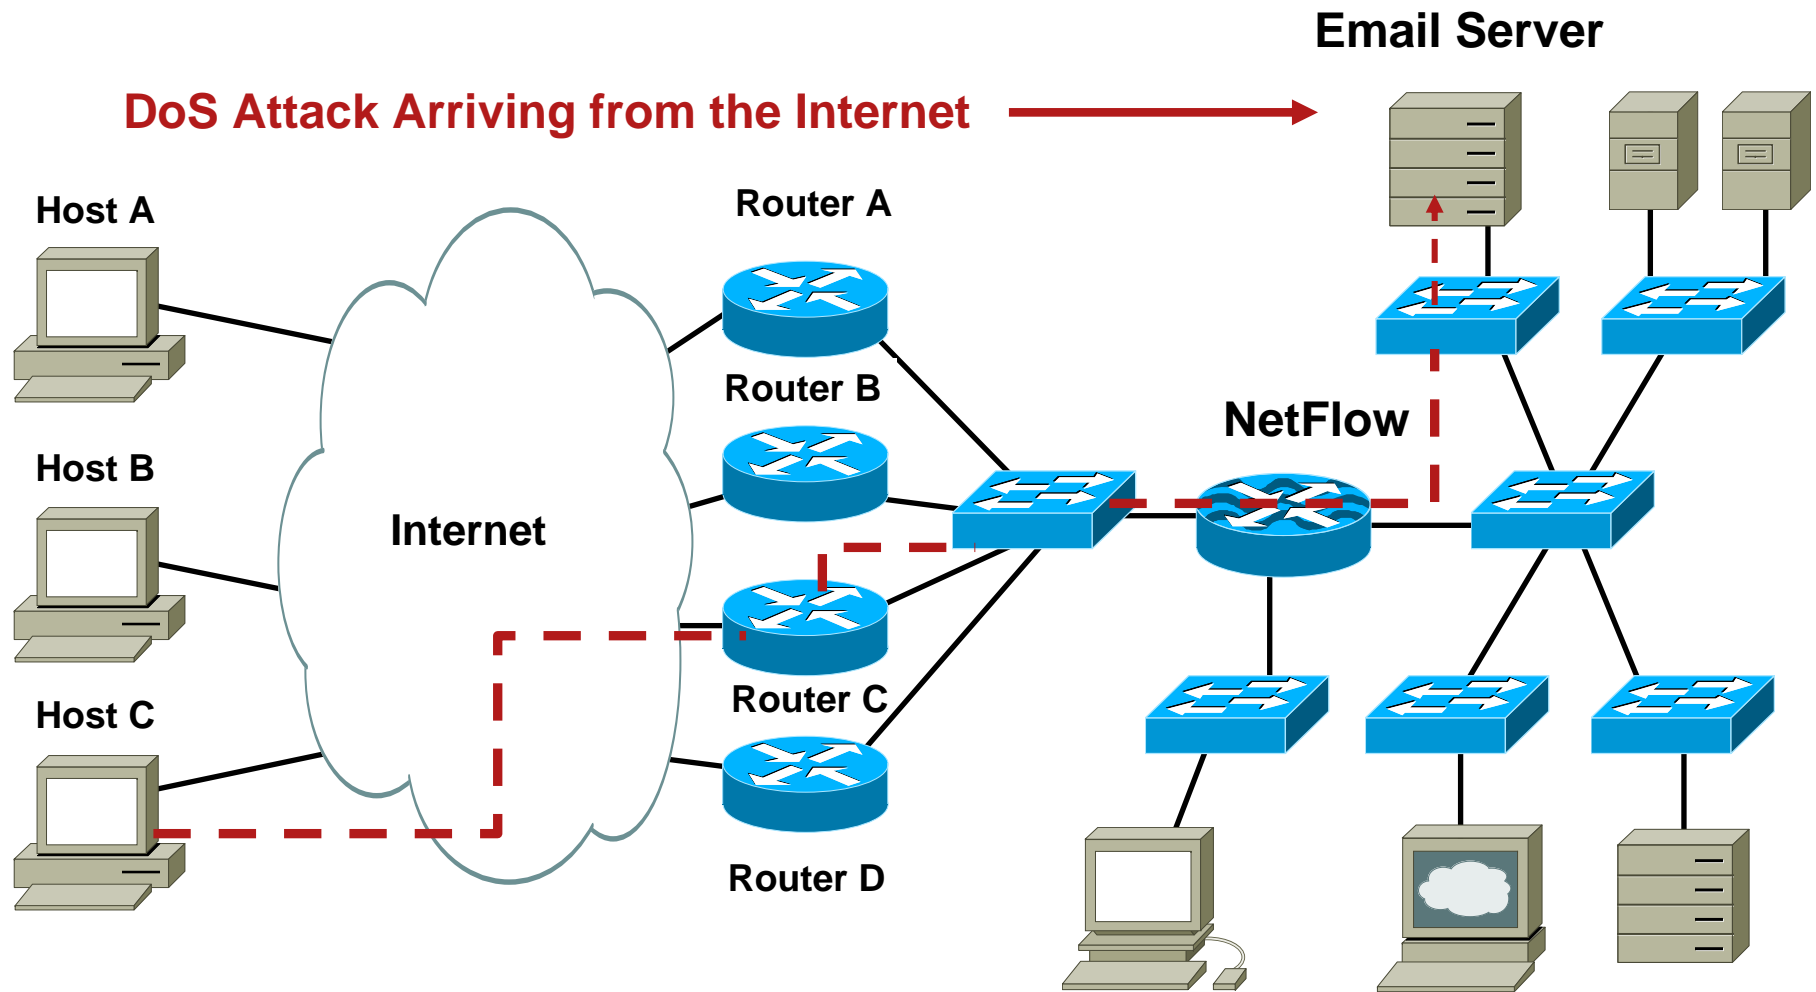 Email Server
DoS Attack Arriving from the Internet
Host A
Router A
Router B
NetFlow
Host B
Internet
Router C
Host C
Router D